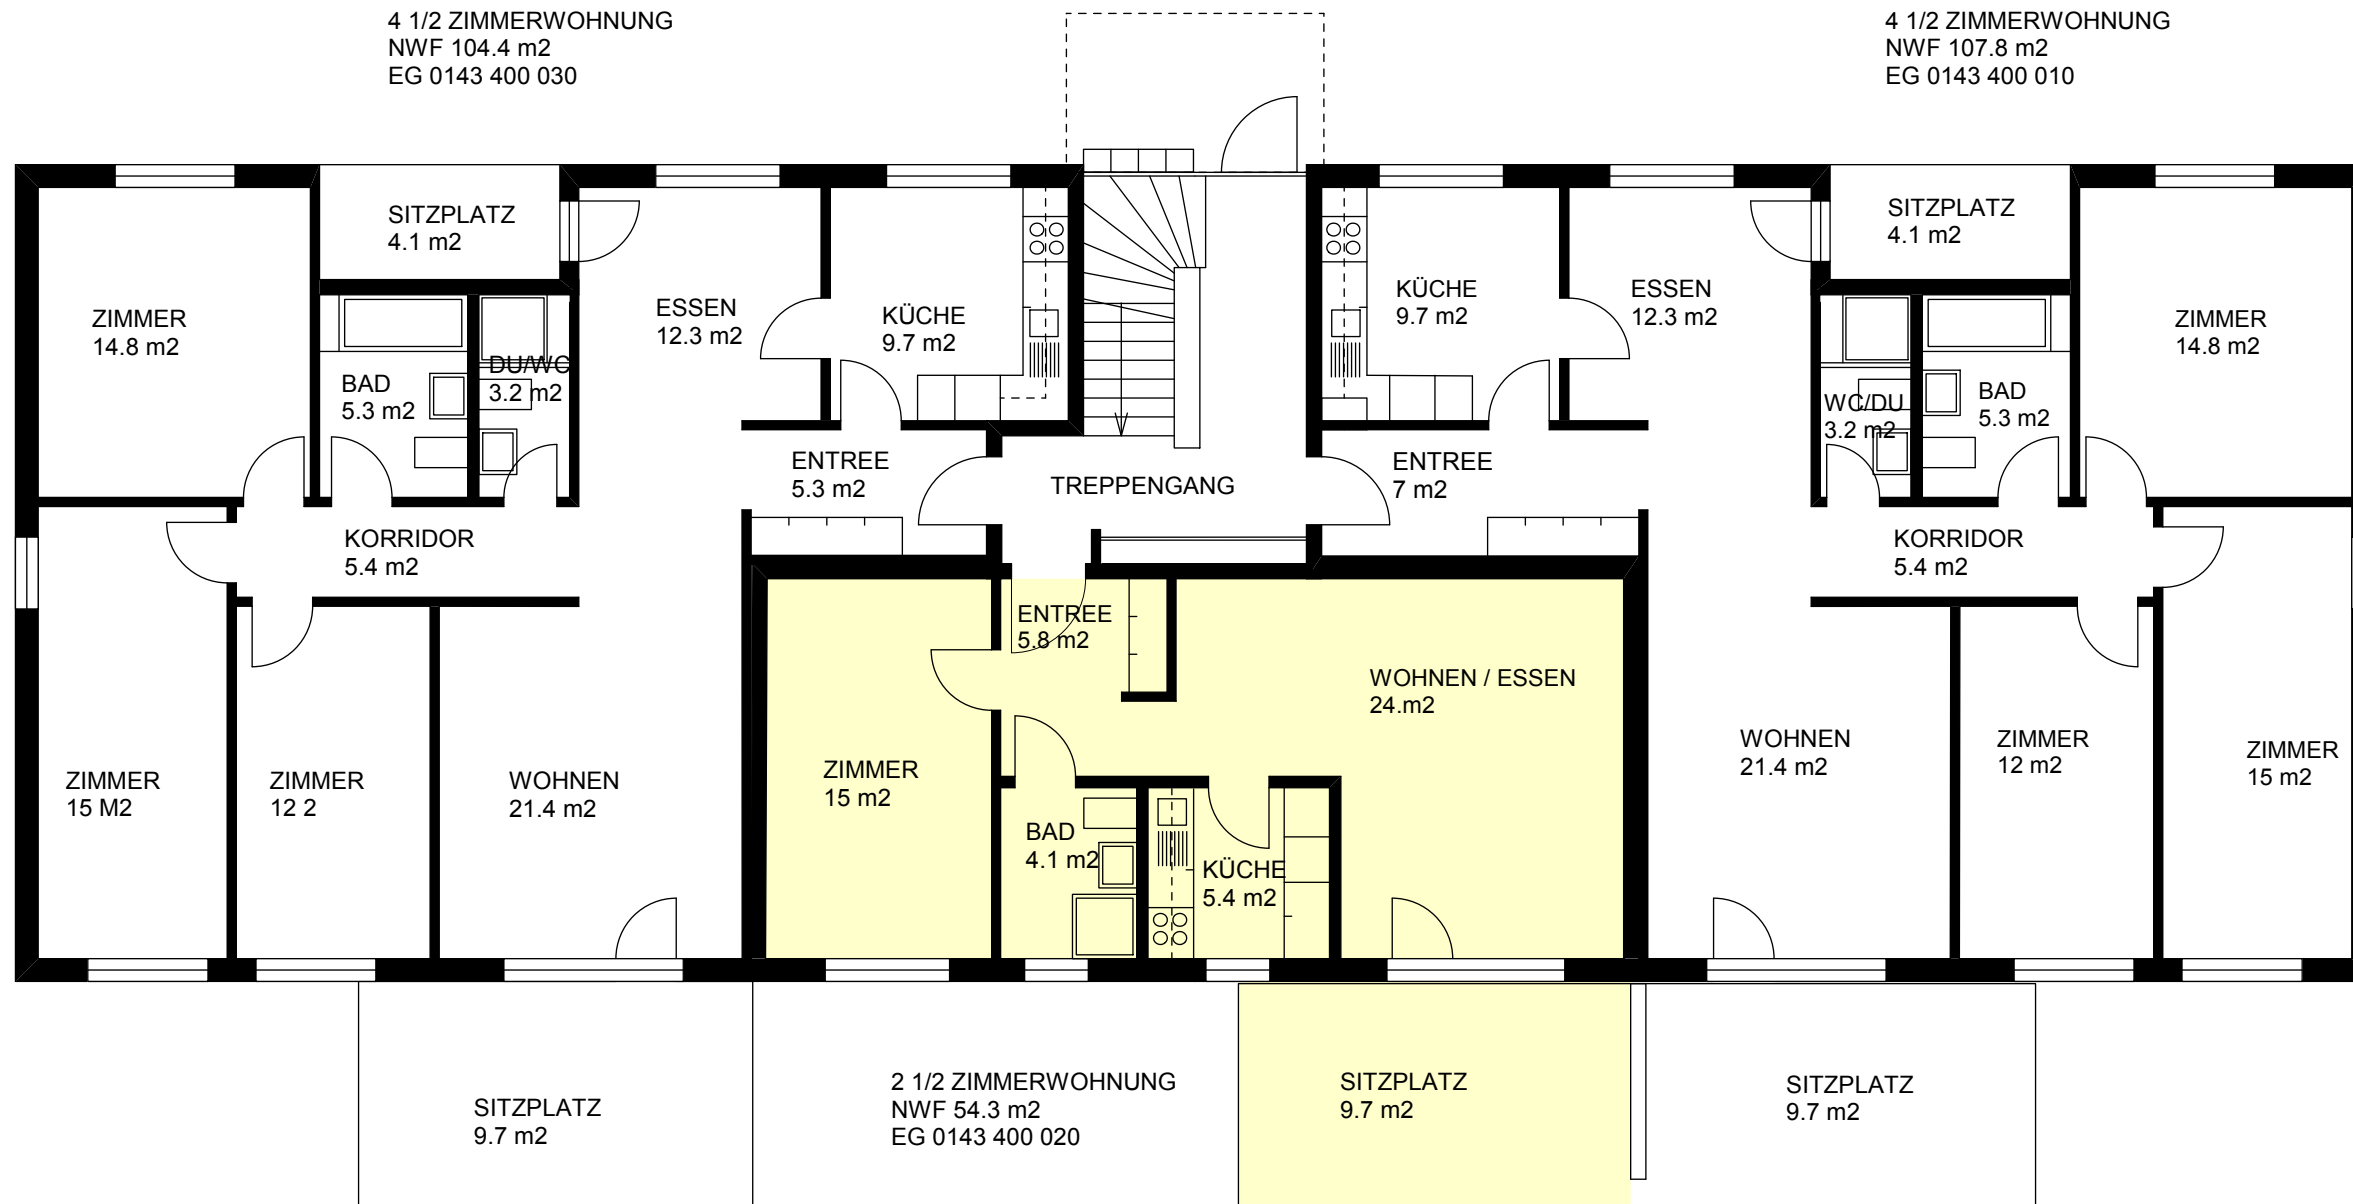 4 1/2 ZIMMERWOHNUNG
NWF 104.4 m2
EG 0143 400 030
4 1/2 ZIMMERWOHNUNG
NWF 107.8 m2
EG 0143 400 010
SITZPLATZ
4.1 m2
SITZPLATZ
4.1 m2
ZIMMER
14.8 m2
ESSEN
12.3 m2
KÜCHE
9.7 m2
KÜCHE
9.7 m2
ESSEN
12.3 m2
ZIMMER
14.8 m2
BAD
5.3 m2
DU/WC
3.2 m2
WC/DU
3.2 m2
BAD
5.3 m2
ENTREE
5.3 m2
TREPPENGANG
ENTREE
7 m2
KORRIDOR
5.4 m2
KORRIDOR
5.4 m2
ENTREE
5.8 m2
WOHNEN / ESSEN
24.m2
ZIMMER
15 M2
ZIMMER
12 2
WOHNEN
21.4 m2
ZIMMER
15 m2
WOHNEN
21.4 m2
ZIMMER
12 m2
ZIMMER
15 m2
BAD
4.1 m2
KÜCHE
5.4 m2
SITZPLATZ
9.7 m2
2 1/2 ZIMMERWOHNUNG
NWF 54.3 m2
EG 0143 400 020
SITZPLATZ
9.7 m2
SITZPLATZ
9.7 m2